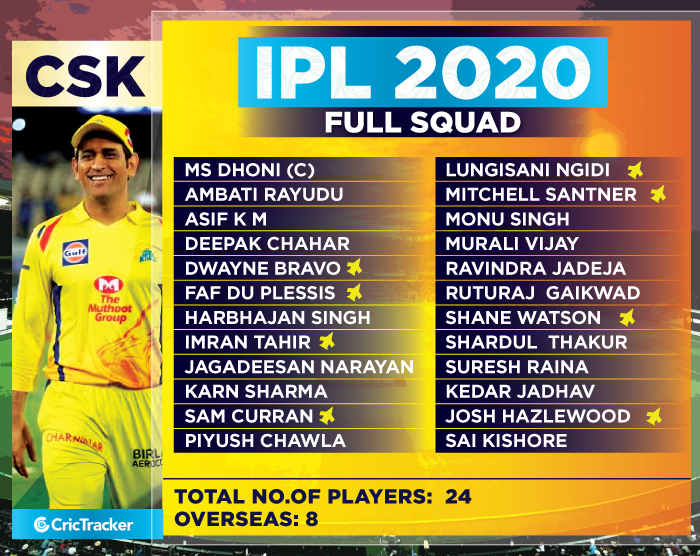 CSK
IPL 2020
FULL SQUAD
MS DHONI (C)
AMBATI RAYUDU
ASIF K M
DEEPAK CHAHAR
DWAYNE BRAVO
FAF DU PLESSIS
HARBHAJAN SINGH
IMRAN TAHIR
JAGADEESAN NARAYAN
KARN SHARMA
SAM CURRAN
PIYUSH CHAWLA
LUNGISANI NGIDI
MITCHELL SANTNER
MONU SINGH
MURALI VIJAY
RAVINDRA JADEJA
RUTURAJ GAIKWAD
SHANE WATSON
SHARDUL THAKUR
SURESH RAINA
KEDAR JADHAV
JOSH HAZLEWOOD
SAI KISHORE
TOTAL NO.OF PLAYERS: 24
OVERSEAS: 8
Gulf
The
Muthoot
Group
CHARMINAR
CricTracker